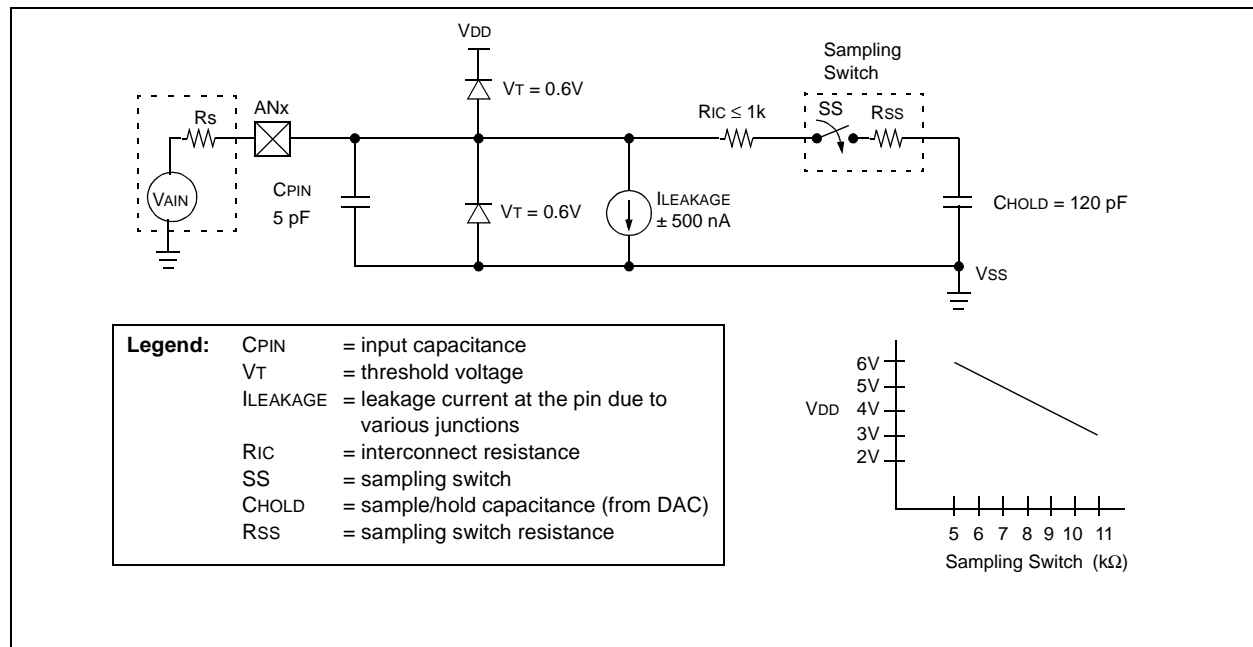 VDD
Sampling
Switch
VT = 0.6V
ANx
SS
RIC ≤ 1k
RSS
Rs
VAIN
CPIN
5 pF
VT = 0.6V
ILEAKAGE
± 500 nA
CHOLD = 120 pF
VSS
Legend: CPIN = input capacitance
VT = threshold voltage
ILEAKAGE = leakage current at the pin due to
various junctions
RIC = interconnect resistance
SS = sampling switch
CHOLD = sample/hold capacitance (from DAC)
RSS = sampling switch resistance
6V
5V
VDD 4V
3V
2V
5 6 7 8 9 10 11
Sampling Switch (kΩ)